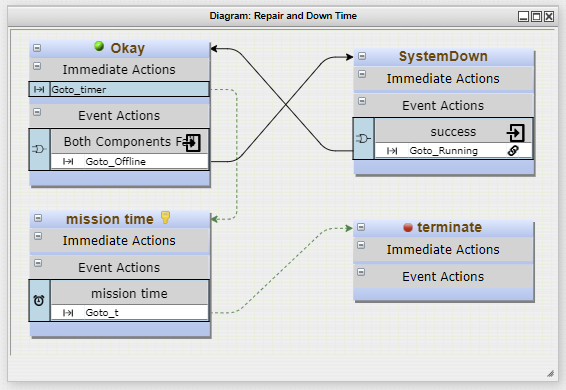 Diagram: Repair and Down Time
Okay
Immediate Actions
Goto_timer
Event Actions
Both Components F
Goto_Offline
SystemDown
Immediate Actions
Event Actions
success
Goto_Running
mission time
Immediate Actions
Event Actions
mission time
Goto_t
terminate
Immediate Actions
Event Actions